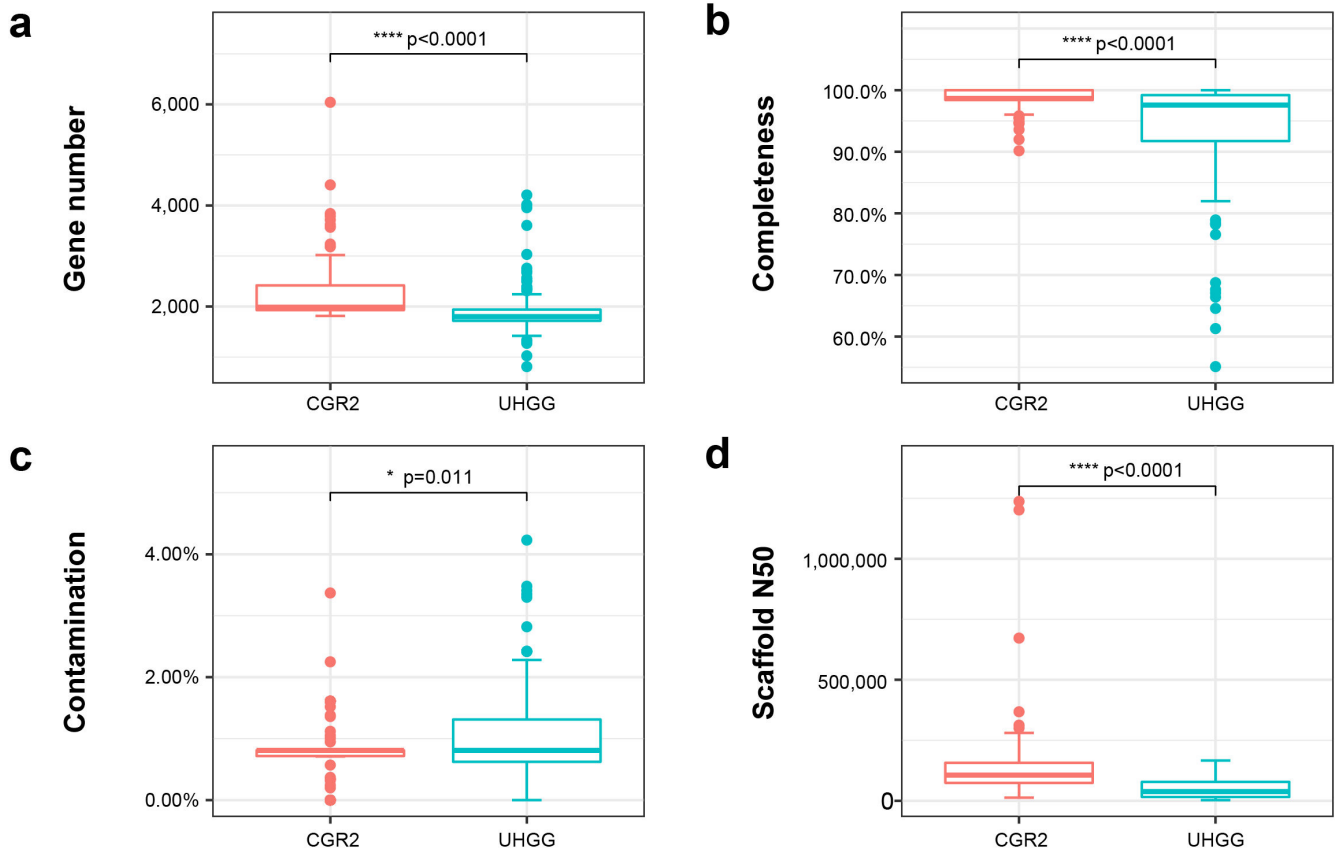 a
**** p<0.0001
Gene number
6,000
4,000
2,000
CGR2
UHGG
b
**** p<0.0001
Completeness
100.0%
90.0%
80.0%
70.0%
60.0%
CGR2
UHGG
c
* p=0.011
Contamination
4.00%
2.00%
0.00%
CGR2
UHGG
d
**** p<0.0001
Scaffold N50
1,000,000
500,000
0
CGR2
UHGG